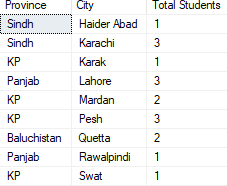 Province City Total Students
Sindh Haider Abad 1
Sindh Karachi 3
KP Karak 1
Panjab Lahore 3
KP Mardan 2
KP Pesh 3
Baluchistan Quetta 2
Panjab Rawalpindi 1
KP Swat 1